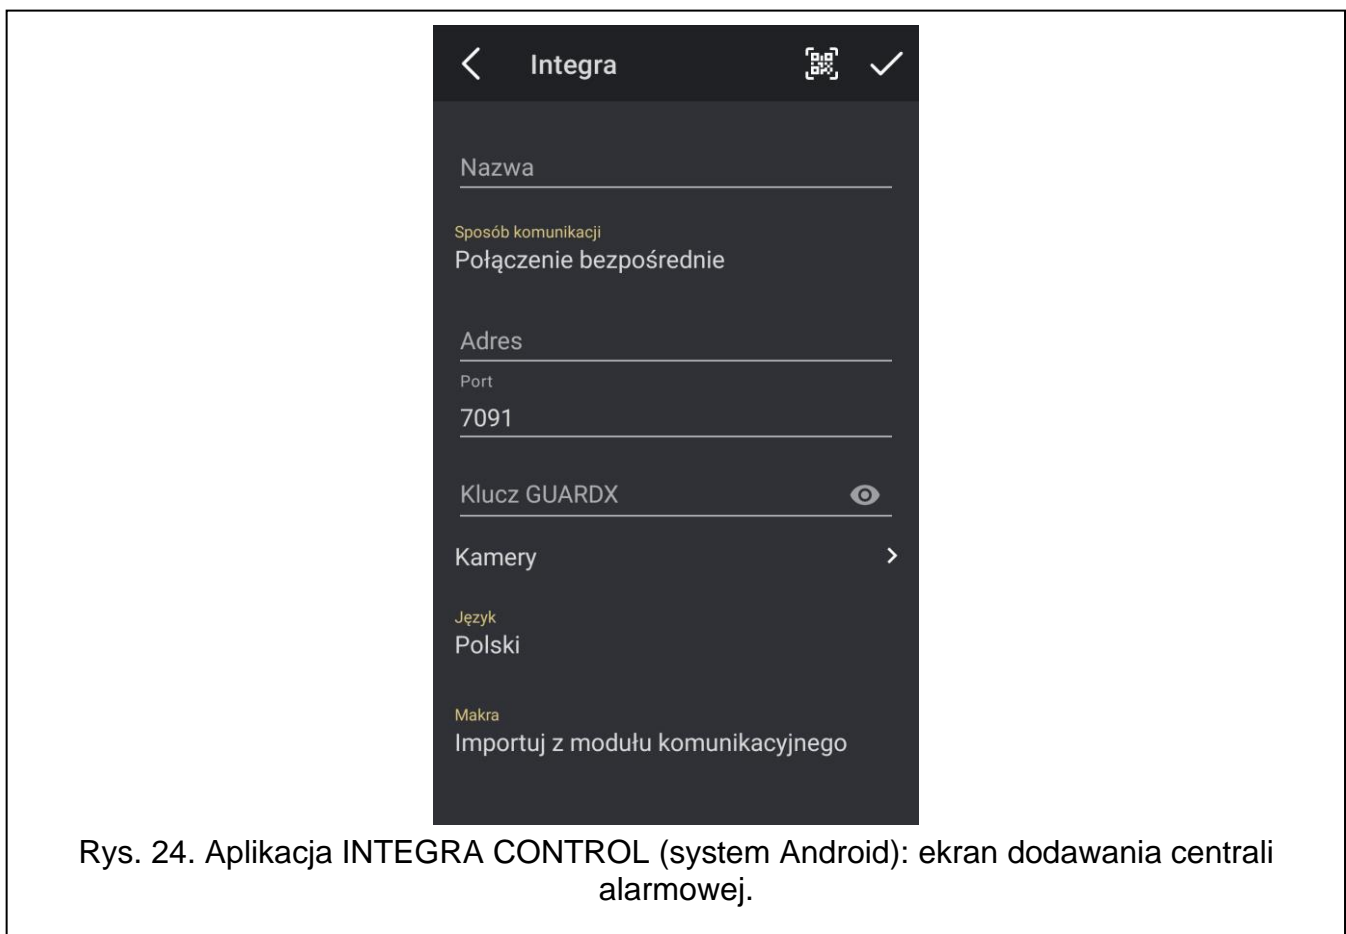 Integra
Nazwa
Sposób komunikacji
Połączenie bezpośrednie
Adres
Port
7091
Klucz GUARDX
Kamery
Język
Polski
Makra
Importuj z modułu komunikacyjnego
Rys. 24. Aplikacja INTEGRA CONTROL (system Android): ekran dodawania centrali
alarmowej.